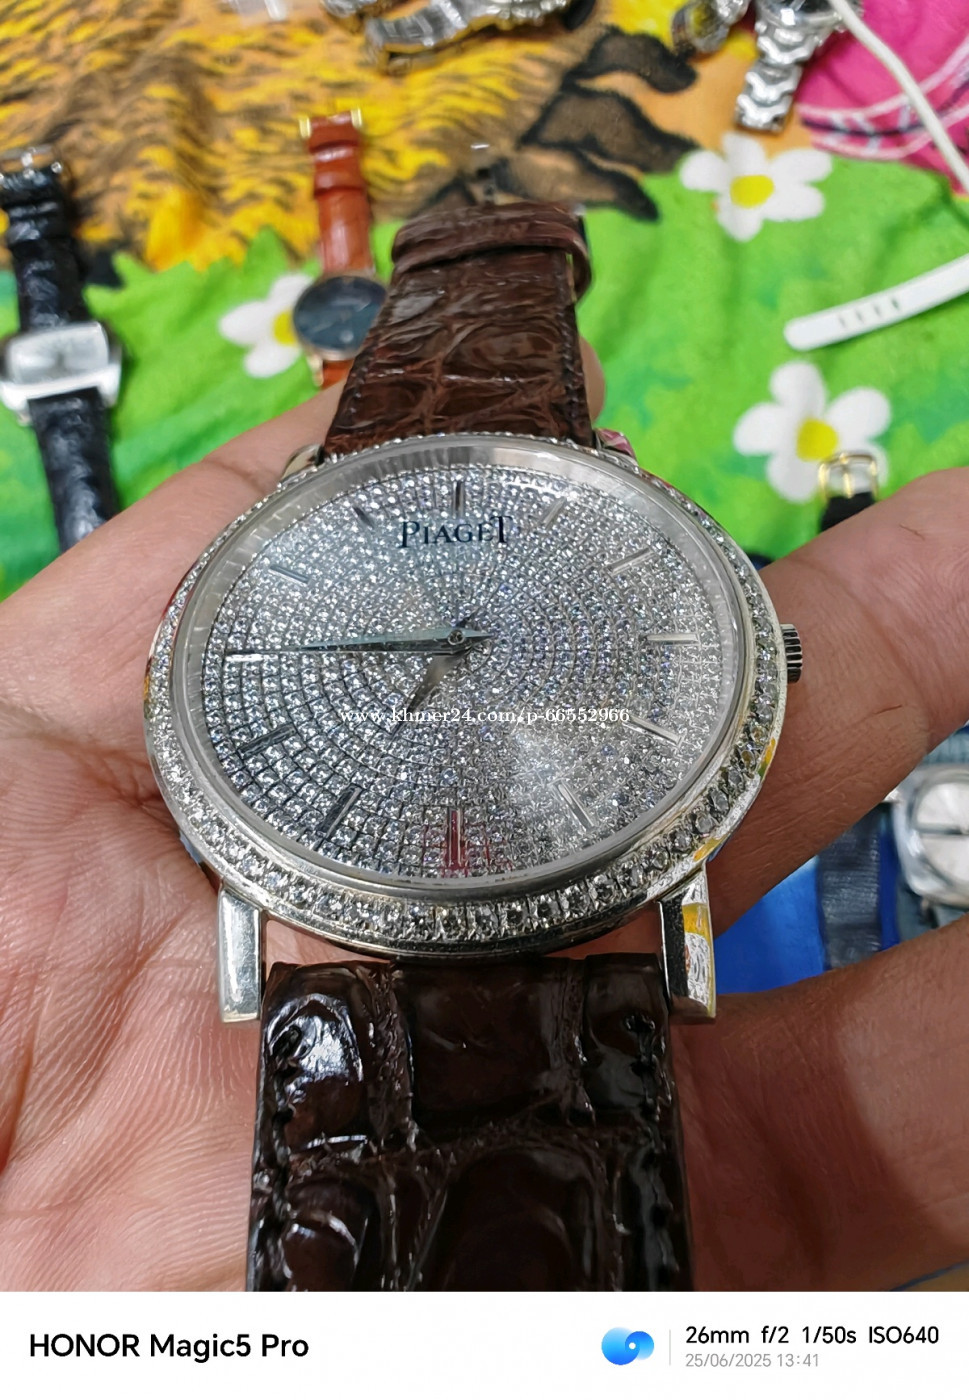 PIAGET
www.khmer24.com/p-66552966
HONOR Magic5 Pro
26mm f/2 1/50s ISO640
25/06/2025 13:41